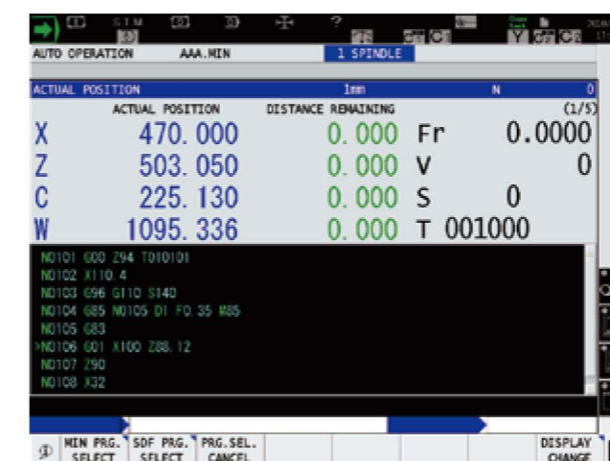 STM
?
Y C2 C2
AUTO OPERATION AAA.MIN 1 SPINDLE
ACTUAL POSITION 1mm N 0
ACTUAL POSITION DISTANCE REMAINING (1/5)
X 470.000 0.000 Fr 0.0000
Z 503.050 0.000 V 0
C 225.130 0.000 S 0
W 1095.336 0.000 T 001000
N0101 G00 Z94 T010101
N0102 X110.4
N0103 G96 G110 S140
N0104 G85 N0105 D1 F0.35 M85
N0105 G83
>N0106 G01 X100 Z88.12
N0107 Z90
N0108 X32
MIN PRG. SDF PRG. PRG.SEL. DISPLAY
SELECT SELECT CANCEL CHANGE